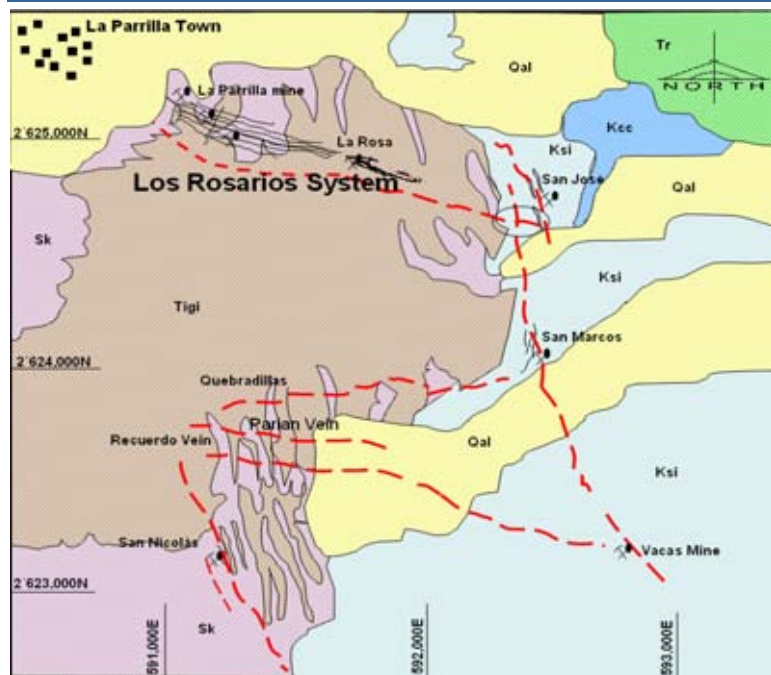 La Parrilla Town
Tr
Qal
NORTH
La Parrilla mine
Kcc
2´625,000N
La Rosa
Ksi
Los Rosarios System
San José
Qal
Sk
Ksi
Tigi
San Marcos
2´624,000N
Quebradillas
Parian Vein
Recuerdo Vein
Qal
Ksi
San Nicolás
Vacas Mine
2´623,000N
Sk
591,000E
592,000E
593,000E